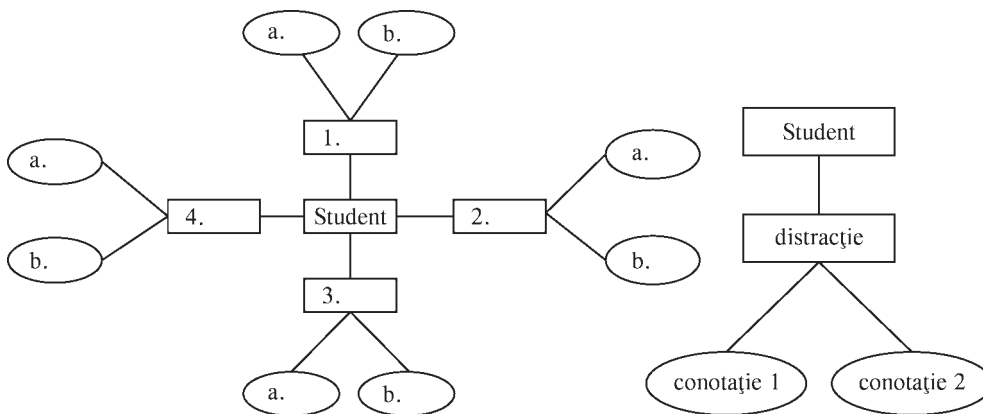 a.
b.
1.
a.
b.
4.
Student
2.
a.
b.
3.
a.
b.
Student
distracţie
conotaţie 1
conotaţie 2